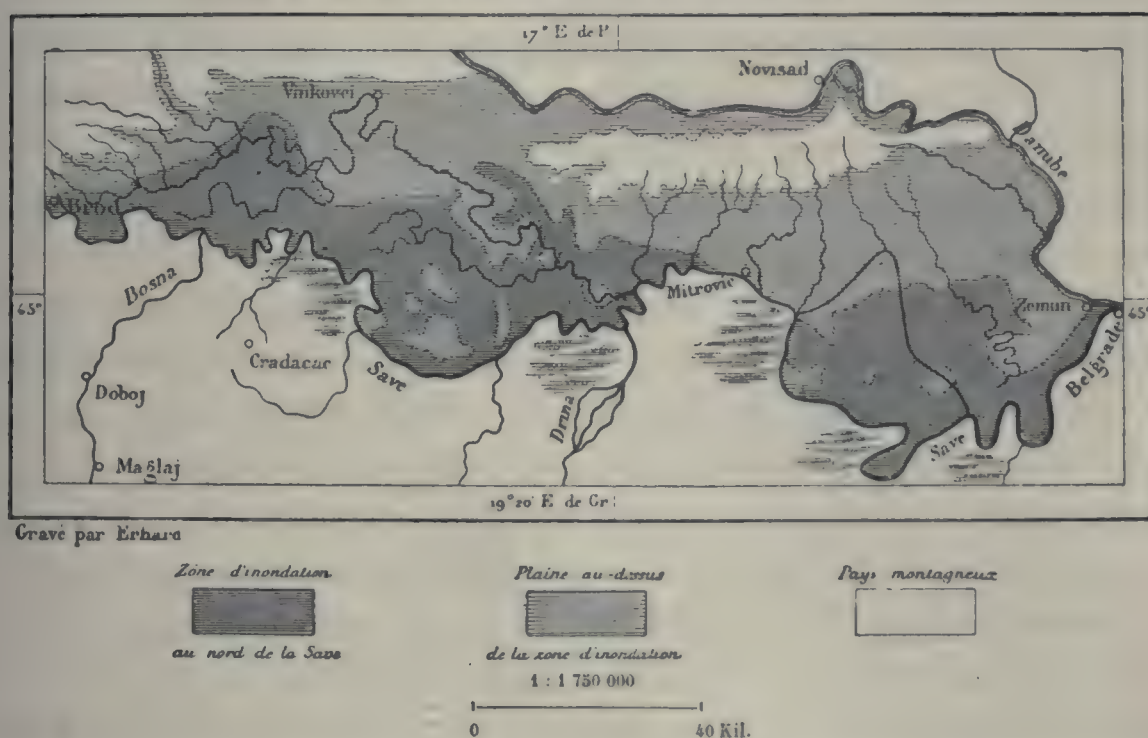 17° E de P
Novisad
Vinkovci
Danube
Brod
Bosna
Mitrovic
65°
Zemun
65°
Cradacac
Save
Belgrade
Doboj
Drina
Save
Maglaj
19°20' E de Gr
Gravé par Erhard
Zône d'inondation
Plaine au-dessus
Pays montagneux
au nord de la Save
de la zone d'inondation
1 : 1 750 000
0
40 Kil.